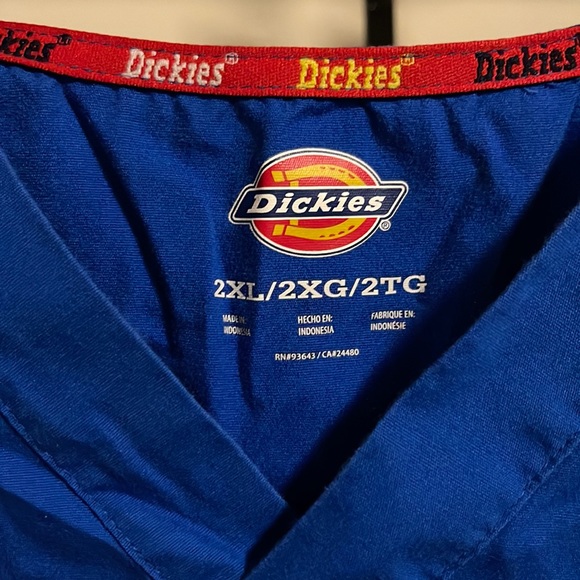 Dickies® Dickies® Dickies® Dickies®
Dickies®
2XL/2XG/2TG
MADE IN: HECHO EN: FABRIQUE EN:
INDONESIA INDONESIA INDONÉSIE
RN#93643 / CA#24480